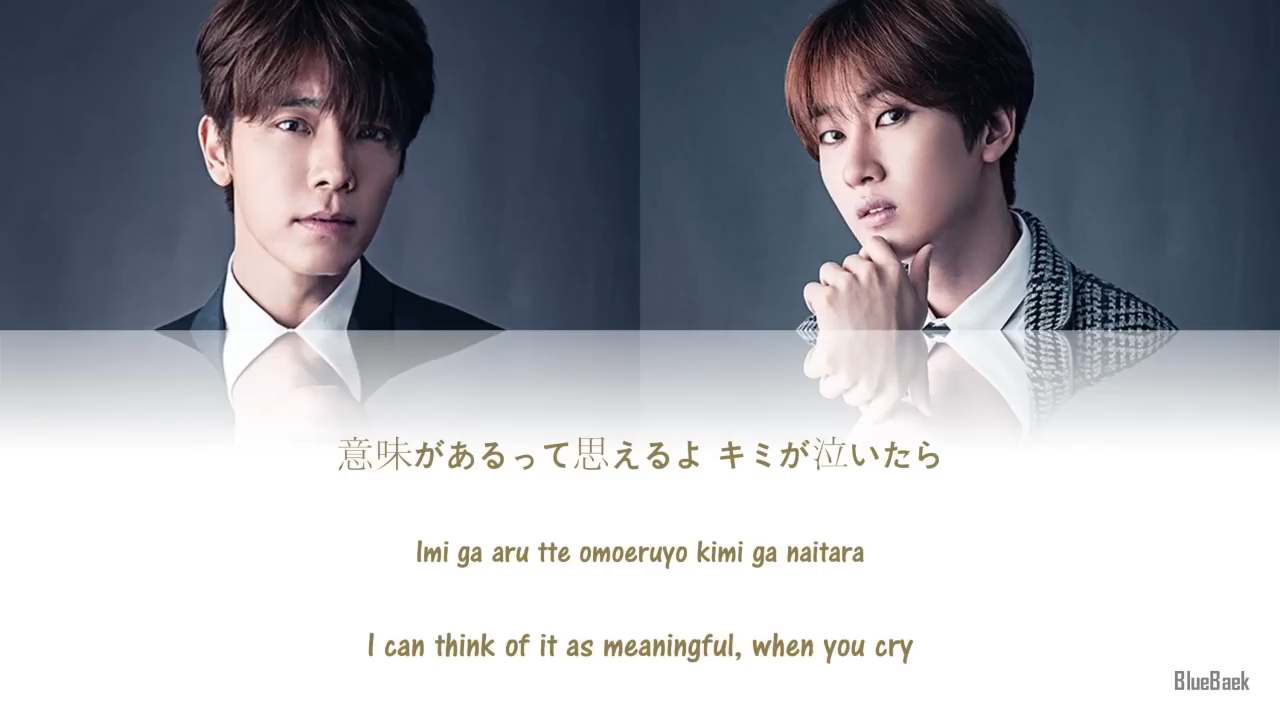 意味があるって思えるよ キミが泣いたら
Imi ga aru tte omoeruyo kimi ga naitara
I can think of it as meaningful, when you cry
BlueBaek